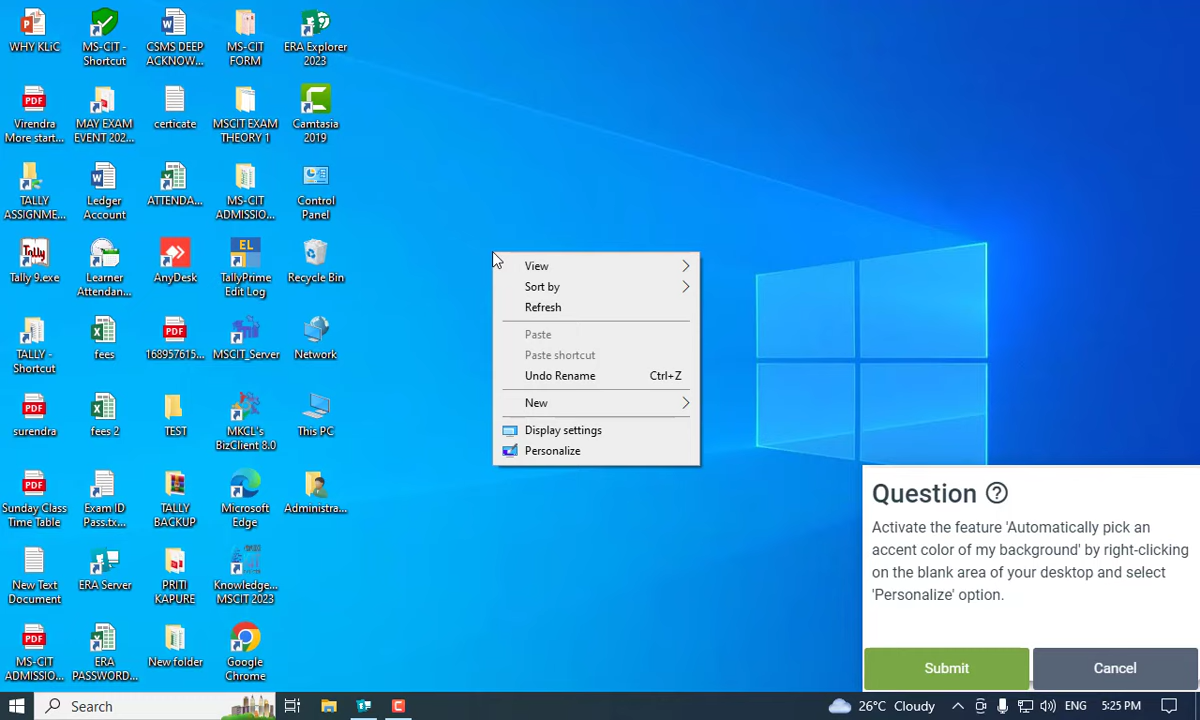 WHY KLiC
MS-CIT -
Shortcut
CSMS DEEP
ACKNOW...
MS-CIT
FORM
ERA Explorer
2023
Virendra
More start...
MAY EXAM
EVENT 202...
certicate
MSCIT EXAM
THEORY 1
Camtasia
2019
TALLY
ASSIGNME...
Ledger
Account
ATTENDA...
MS-CIT
ADMISSIO...
Control
Panel
Tally 9.exe
Learner
Attendan...
AnyDesk
TallyPrime
Edit Log
Recycle Bin
TALLY -
Shortcut
fees
168957615...
MSCIT_Server
Network
surendra
fees 2
TEST
MKCL's
BizClient 8.0
This PC
Sunday Class
Time Table
Exam ID
Pass.tx...
TALLY
BACKUP
Microsoft
Edge
Administra...
New Text
Document
ERA Server
PRITI
KAPURE
Knowledge...
MSCIT 2023
MS-CIT
ADMISSIO...
ERA
PASSWORD...
New folder
Google
Chrome
View
Sort by
Refresh
Paste
Paste shortcut
Undo Rename Ctrl+Z
New
Display settings
Personalize
Question ?
Activate the feature 'Automatically pick an
accent color of my background' by right-clicking
on the blank area of your desktop and select
'Personalize' option.
Submit Cancel
Search
26°C Cloudy ENG 5:25 PM